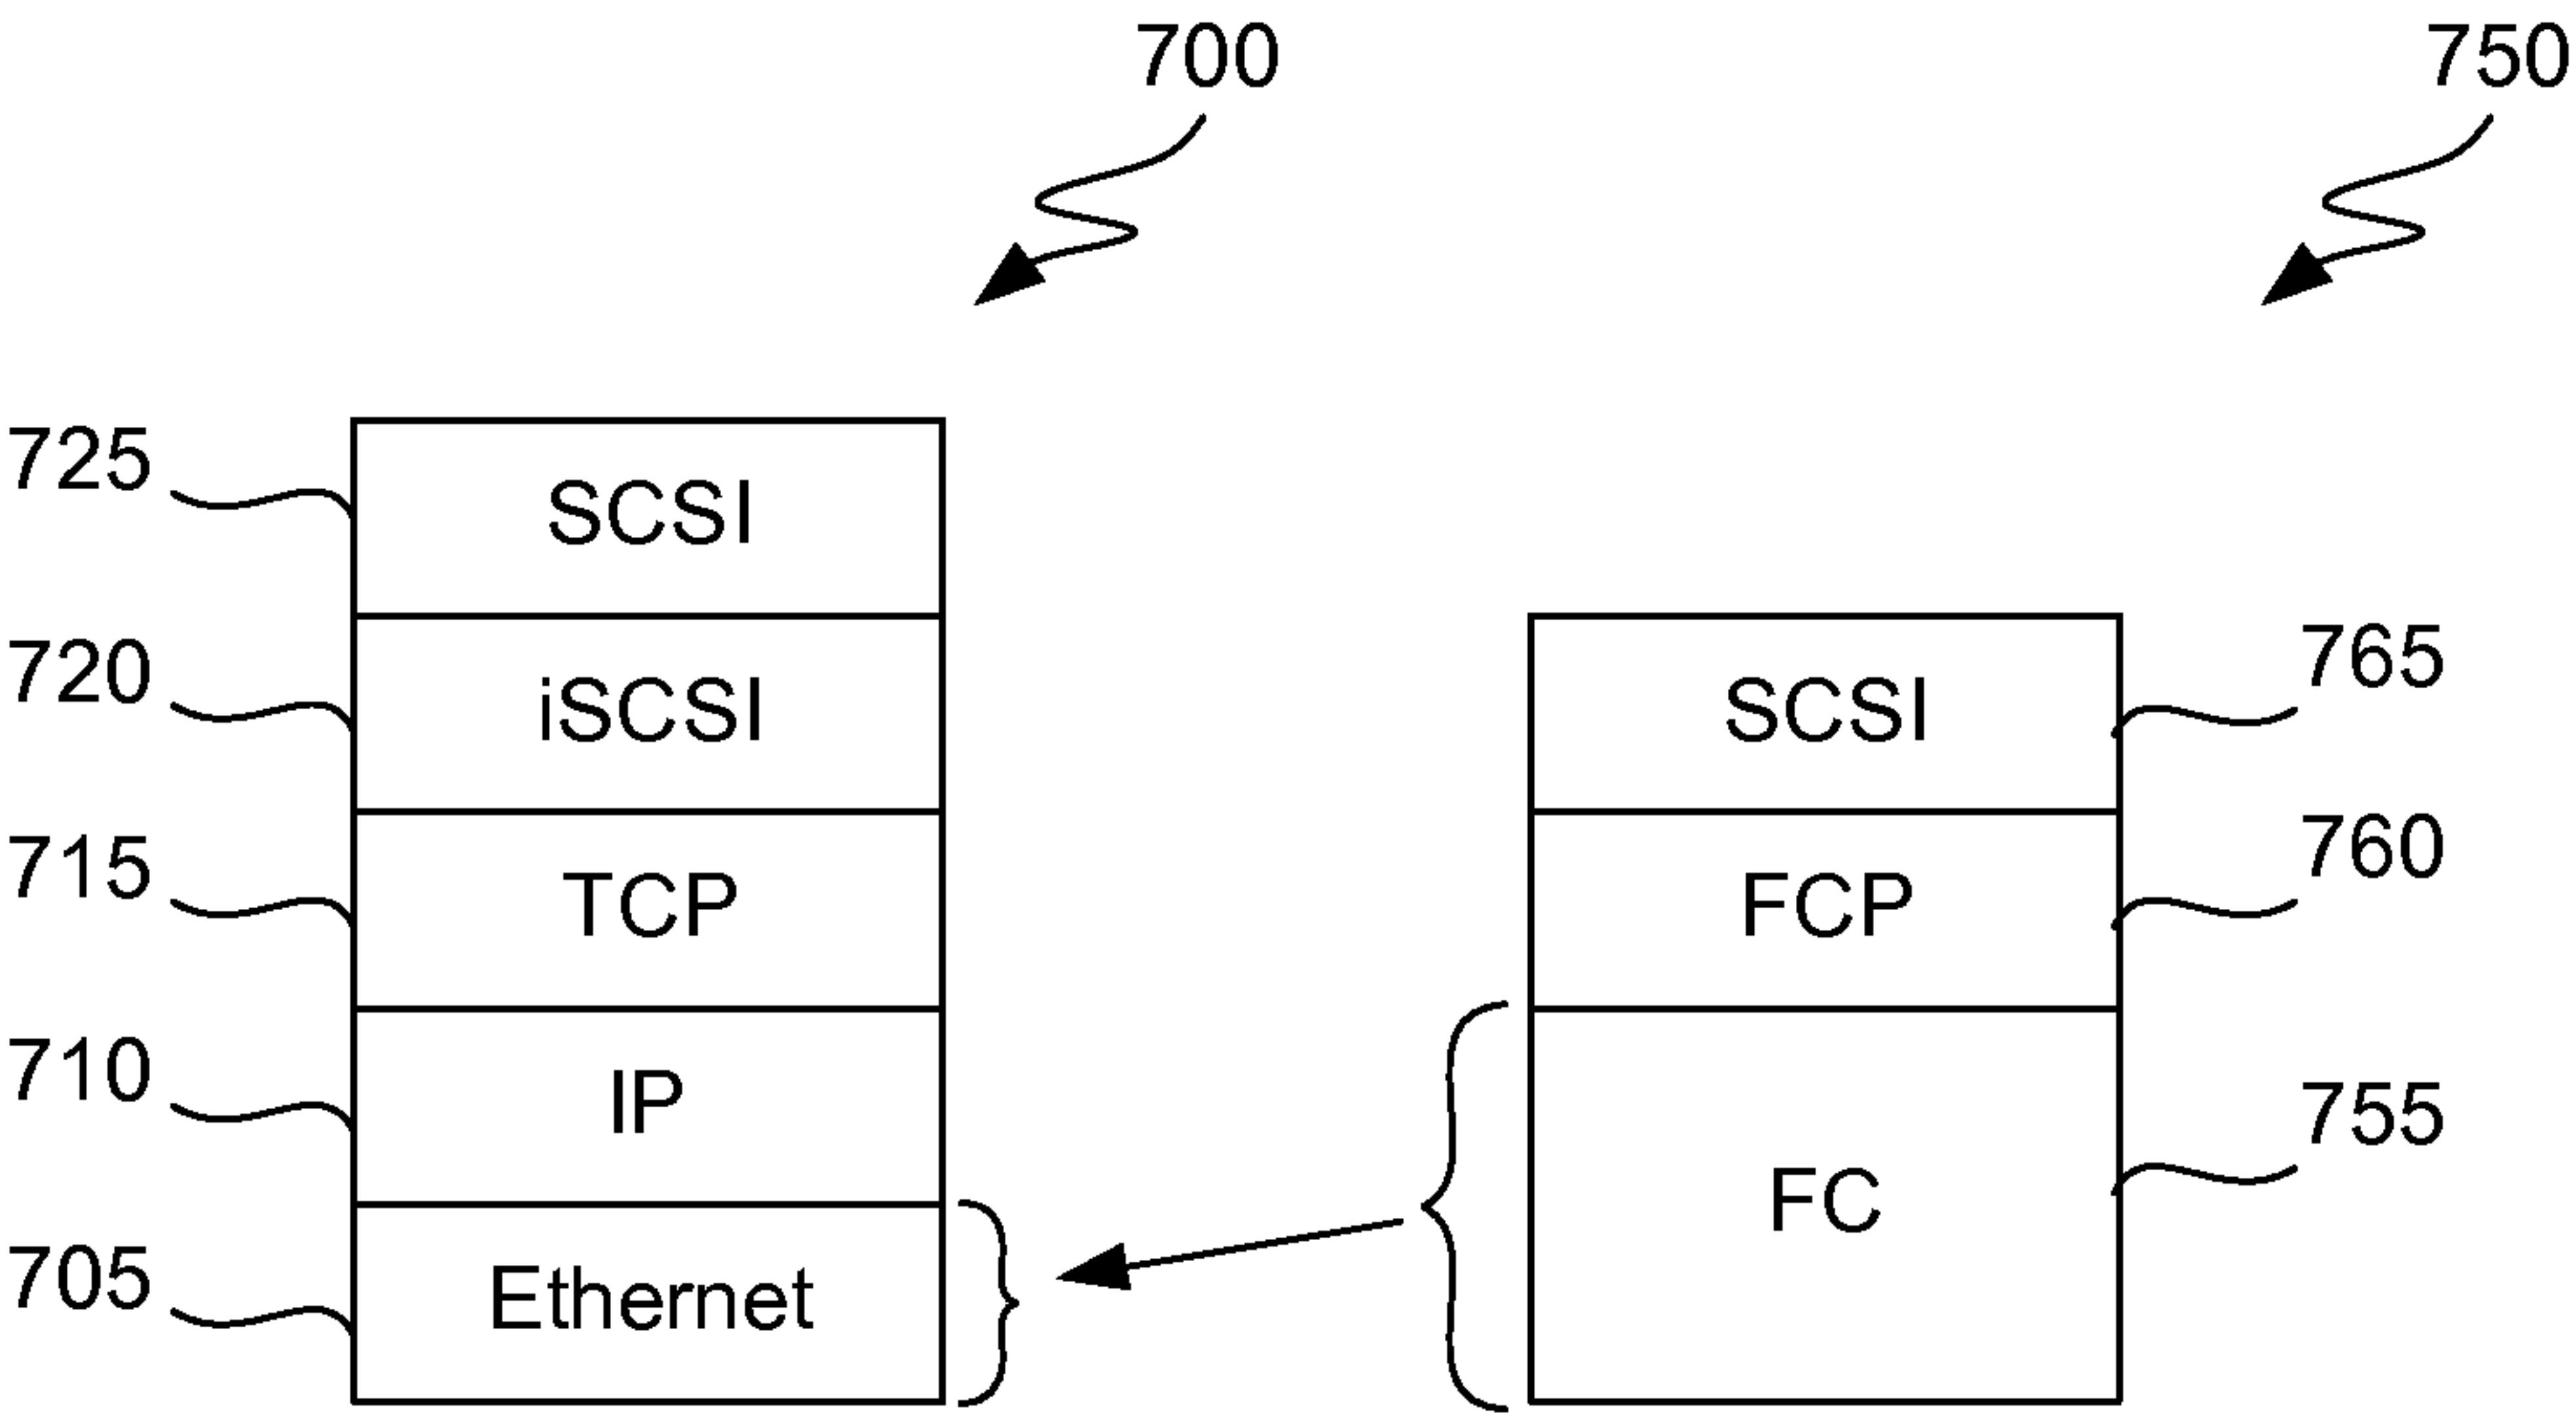 700
750
725
SCSI
720
iSCSI
SCSI
765
715
TCP
FCP
760
710
IP
FC
755
705
Ethernet